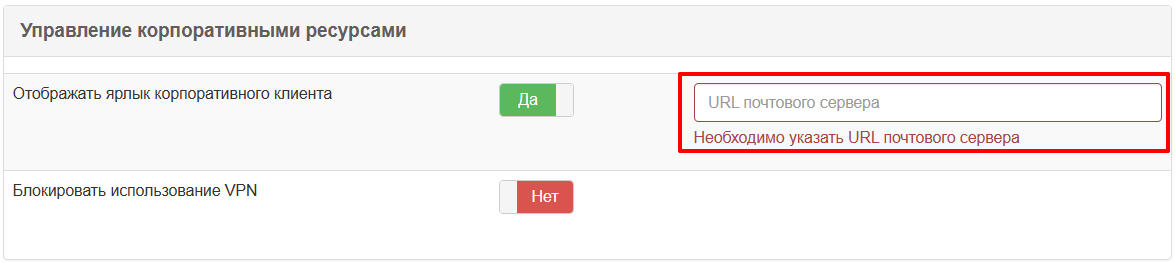 Управление корпоративными ресурсами
Отображать ярлык корпоративного клиента
Да
URL почтового сервера
Необходимо указать URL почтового сервера
Блокировать использование VPN
Нет